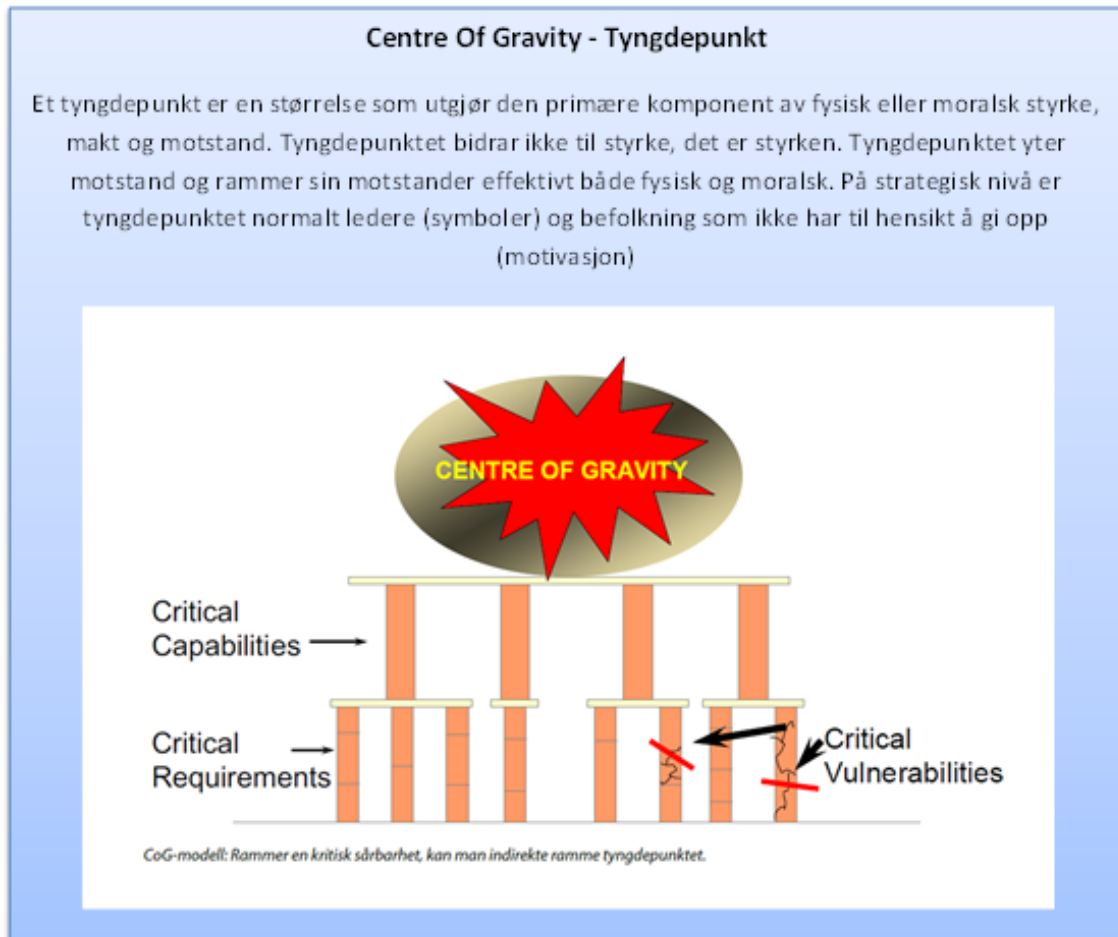 Centre Of Gravity - Tyngdepunkt
Et tyngdepunkt er en størrelse som utgjør den primære komponent av fysisk eller moralsk styrke,
makt og motstand. Tyngdepunktet bidrar ikke til styrke, det er styrken. Tyngdepunktet yter
motstand og rammer sin motstander effektivt både fysisk og moralsk. På strategisk nivå er
tyngdepunktet normalt ledere (symboler) og befolkning som ikke har til hensikt å gi opp
(motivasjon)
CENTRE OF GRAVITY
Critical
Capabilities
Critical
Requirements
Critical
Vulnerabilities
CoG-modell: Rammer en kritisk sårbarhet, kan man indirekte ramme tyngdepunktet.